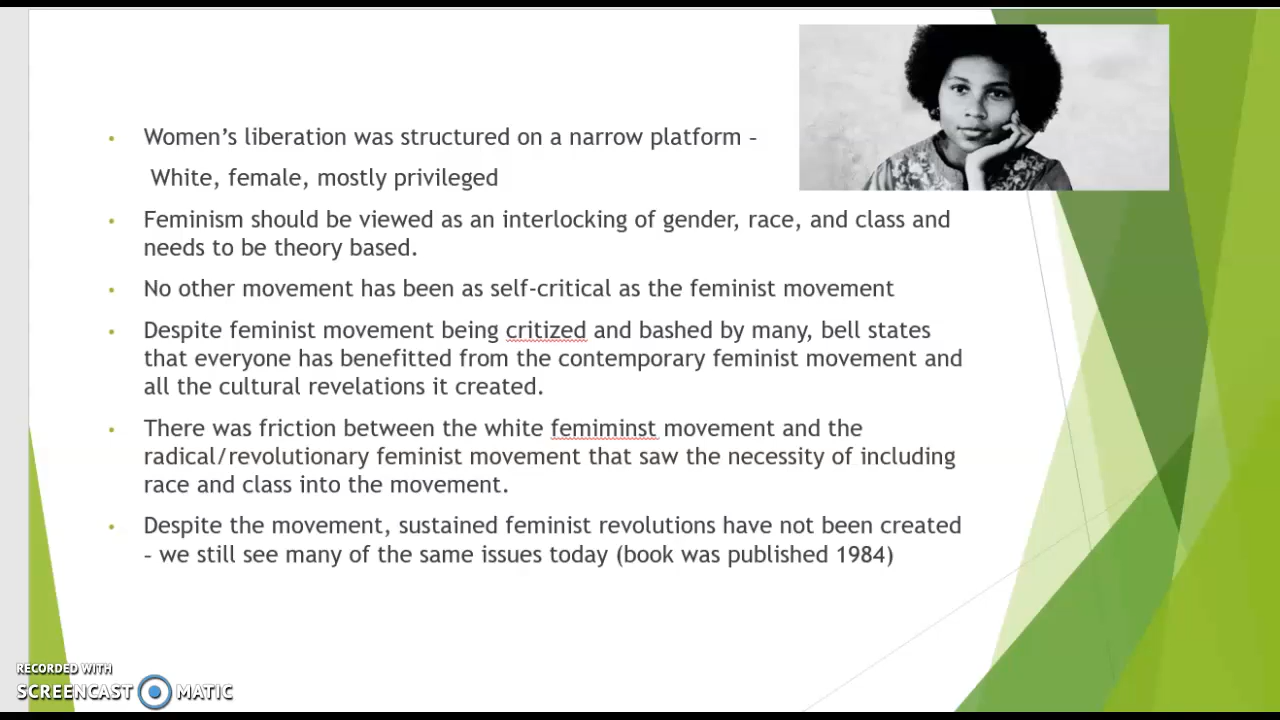 • Women’s liberation was structured on a narrow platform –
White, female, mostly privileged
• Feminism should be viewed as an interlocking of gender, race, and class and
needs to be theory based.
• No other movement has been as self-critical as the feminist movement
• Despite feminist movement being critized and bashed by many, bell states
that everyone has benefitted from the contemporary feminist movement and
all the cultural revelations it created.
• There was friction between the white femiminst movement and the
radical/revolutionary feminist movement that saw the necessity of including
race and class into the movement.
• Despite the movement, sustained feminist revolutions have not been created
– we still see many of the same issues today (book was published 1984)
RECORDED WITH
SCREENCAST MATIC